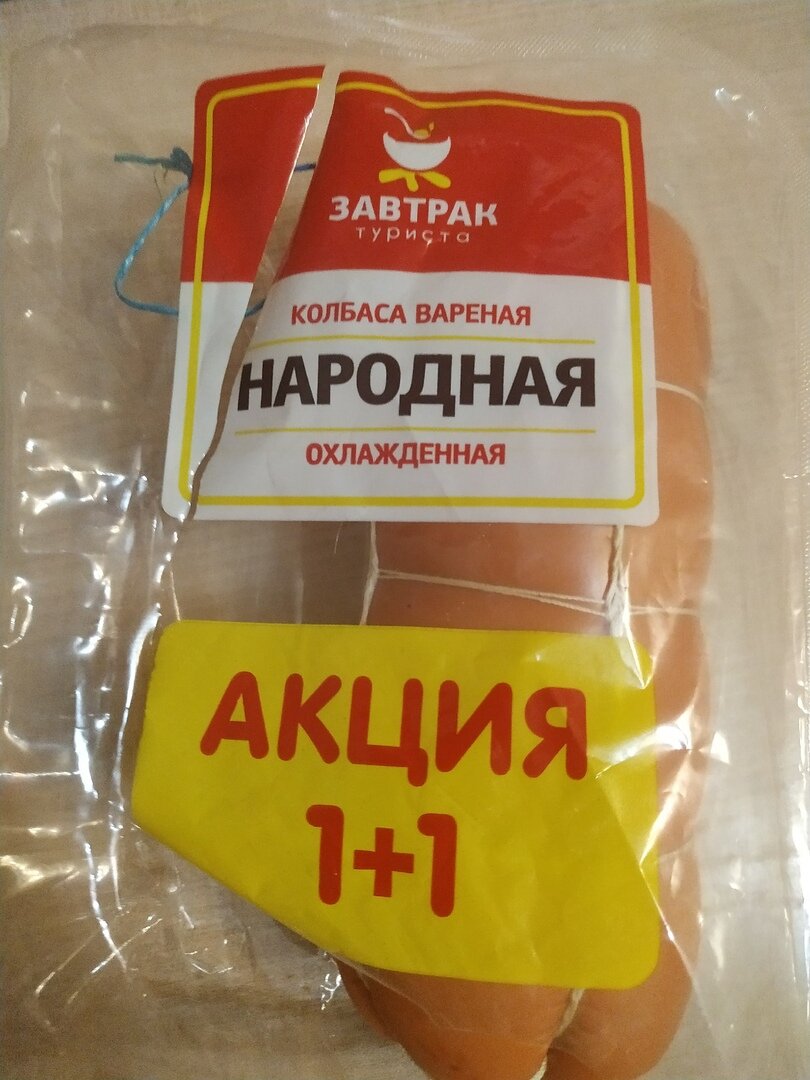 ЗАВТРАК
туриста
КОЛБАСА ВАРЕНАЯ
НАРОДНАЯ
ОХЛАЖДЕННАЯ
АКЦИЯ
1+1